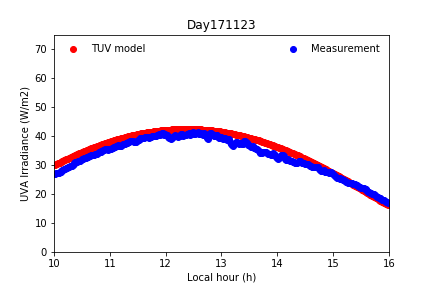 Day171123
TUV model
Measurement
UVA Irradiance (W/m2)
70
60
50
40
30
20
10
0
10 11 12 13 14 15 16
Local hour (h)